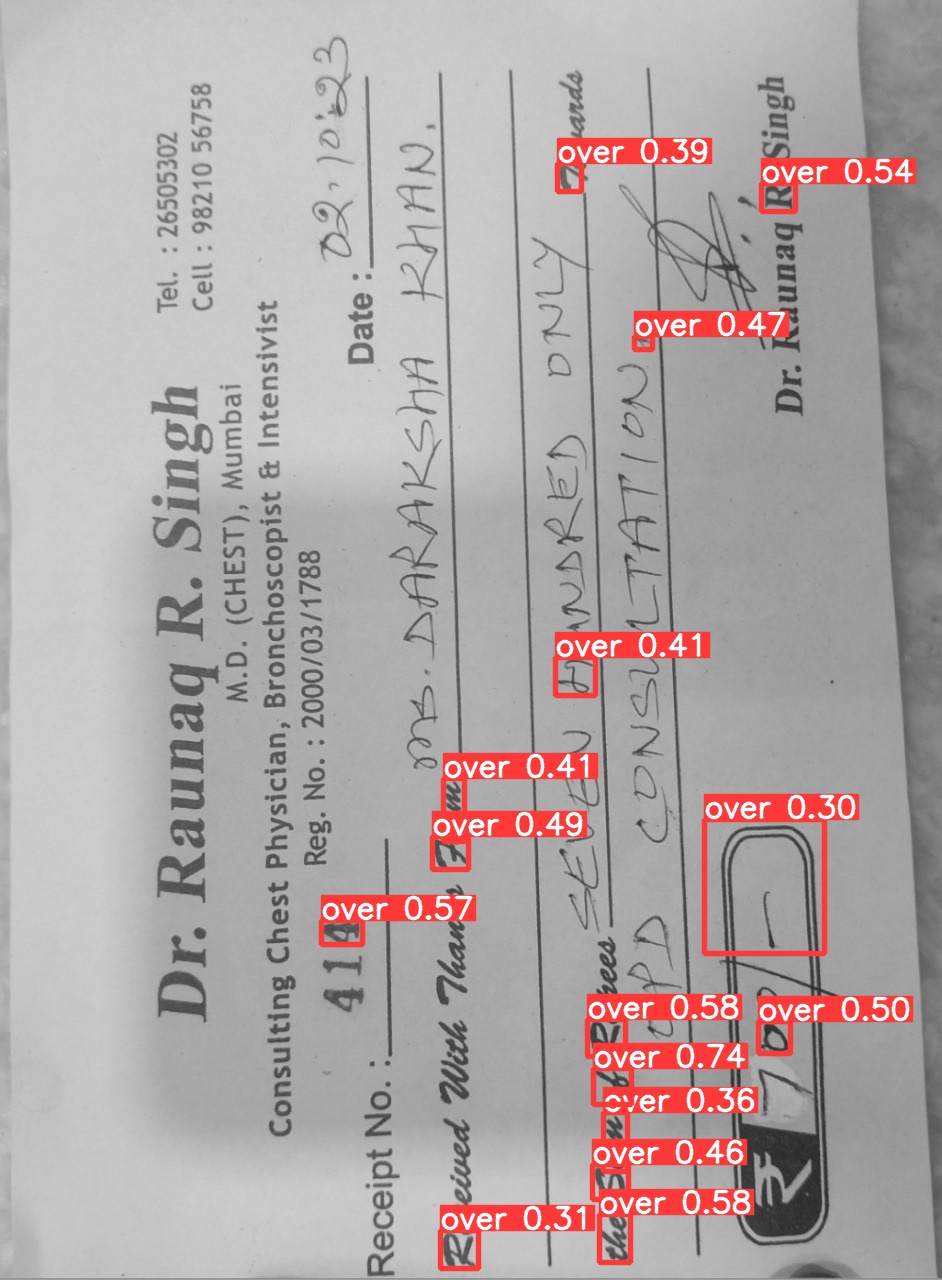 Dr. Raunaq R. Singh
Tel. : 26505302
Cell : 98210 56758
M.D. (CHEST), Mumbai
Consulting Chest Physician, Bronchoscopist & Intensivist
Reg. No. : 2000/03/1788
Receipt No. : 414
Date : 02.10.23
Received With Thanks From Ms. DARAKSHA KHAN.
the Sum of Rupees SEVEN HUNDRED ONLY Towards
OPD CONSULTATION.
₹ 700/-
Dr. Raunaq R Singh
over 0.39
over 0.54
over 0.47
over 0.41
over 0.41
over 0.49
over 0.30
over 0.57
over 0.58
over 0.50
over 0.74
over 0.36
over 0.46
over 0.58
over 0.31